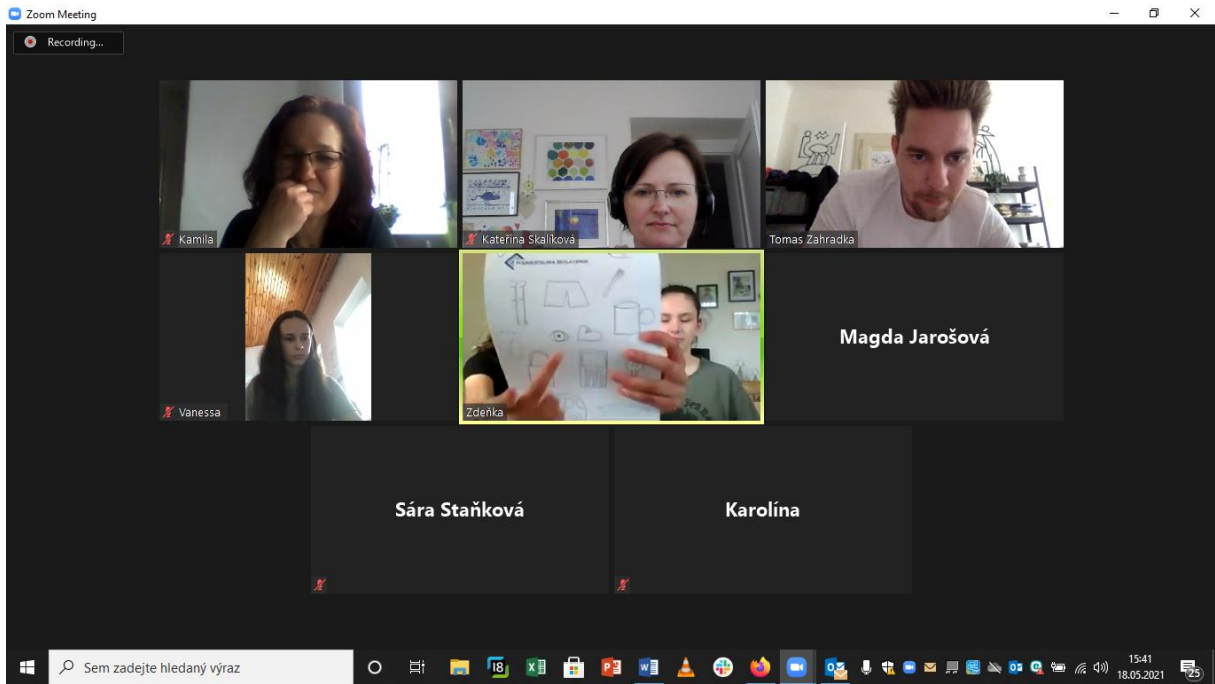 Zoom Meeting
Recording...
Kamila
Kateřina Skalíková
Tomas Zahradka
Vanessa
Zdeňka
Magda Jarošová
Sára Staňková
Karolína
Sem zadejte hledaný výraz
18
15:41
18.05.2021
25